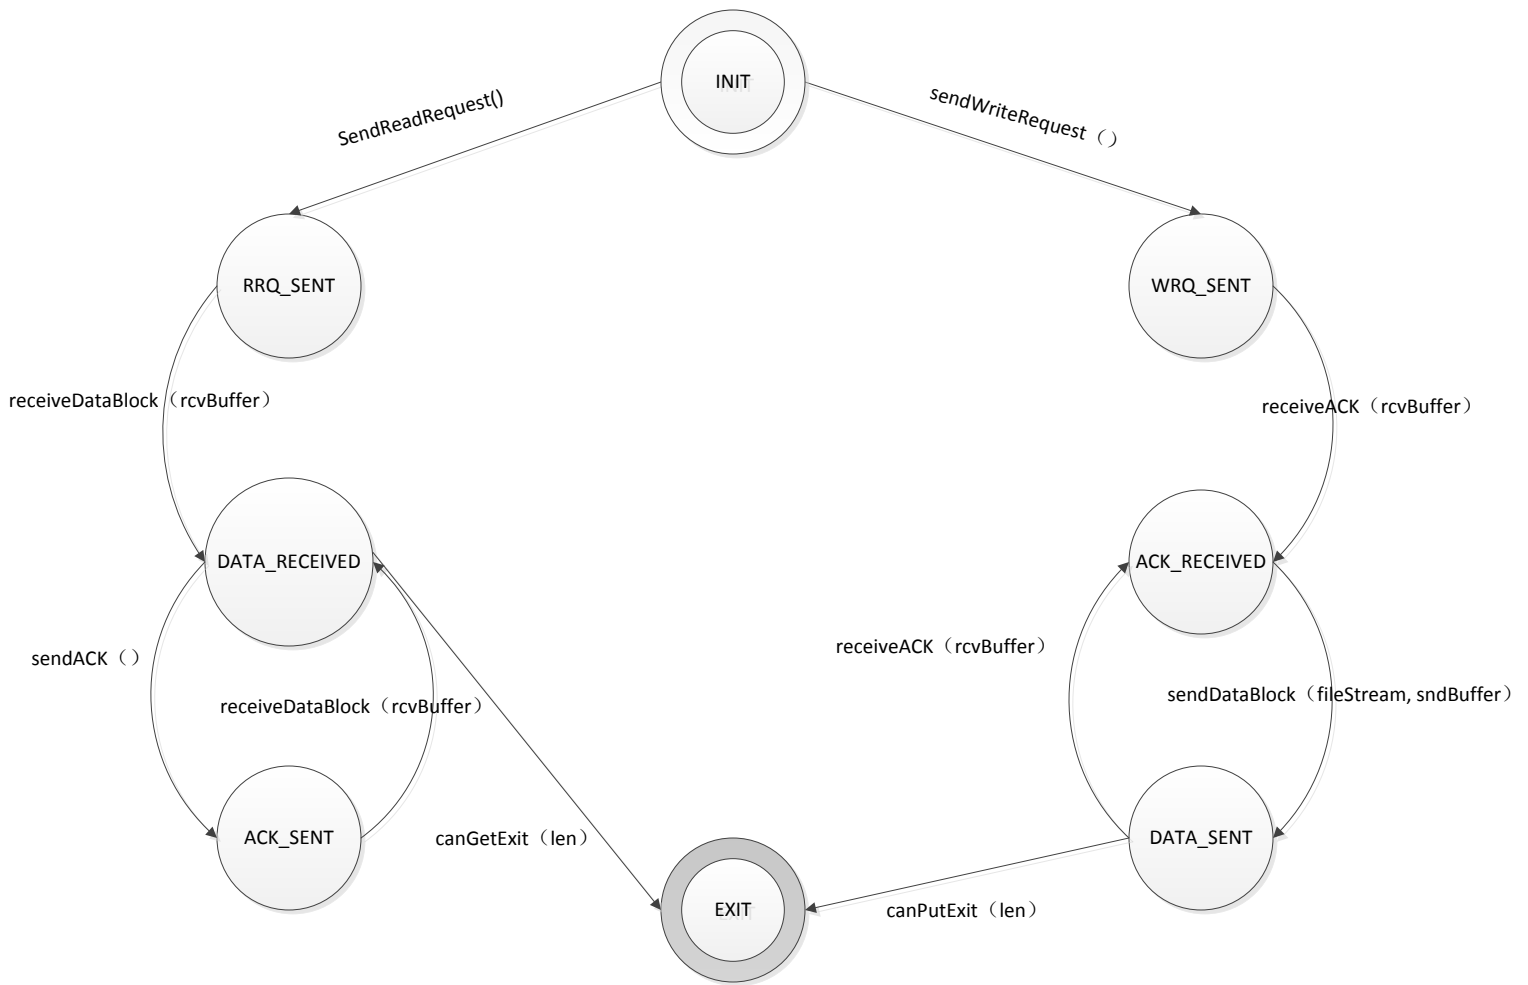 INIT
SendReadRequest()
sendWriteRequest（）
RRQ_SENT
WRQ_SENT
receiveDataBlock（rcvBuffer）
receiveACK（rcvBuffer）
DATA_RECEIVED
ACK_RECEIVED
sendACK（）
receiveACK（rcvBuffer）
receiveDataBlock（rcvBuffer）
sendDataBlock（fileStream, sndBuffer）
ACK_SENT
canGetExit（len）
DATA_SENT
EXIT
canPutExit（len）